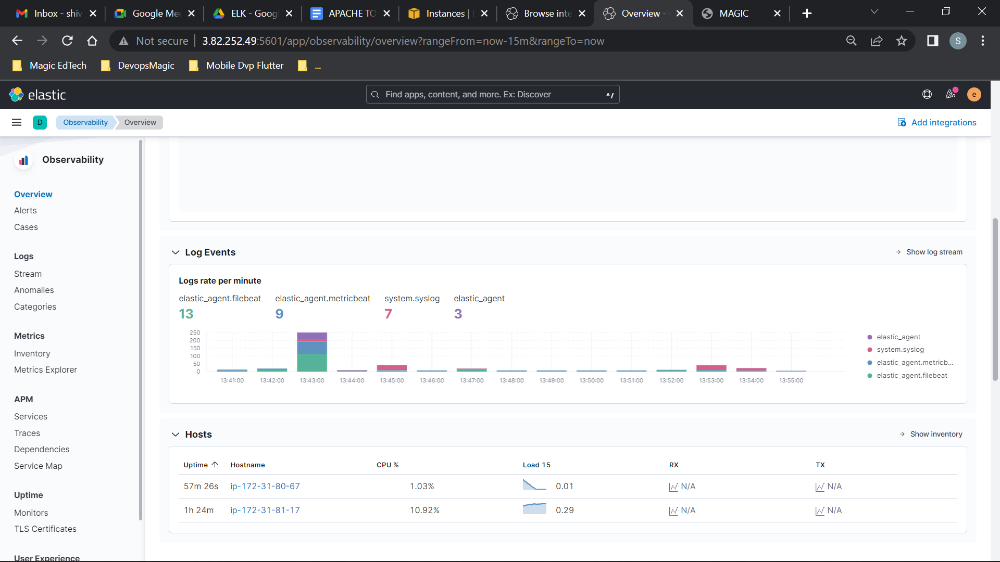 Inbox - shiv
Google Mee
ELK - Goog
APACHE TO
Instances |
Browse inte
Overview -
MAGIC
Not secure
3.82.252.49:5601/app/observability/overview?rangeFrom=now-15m&rangeTo=now
S
Magic EdTech
DevopsMagic
Mobile Dvp Flutter
...
elastic
Find apps, content, and more. Ex: Discover
^/
e
D
Observability
Overview
Add integrations
Observability
Overview
Alerts
Cases
Logs
Stream
Anomalies
Categories
Metrics
Inventory
Metrics Explorer
APM
Services
Traces
Dependencies
Service Map
Uptime
Monitors
TLS Certificates
User Experience
Log Events
Show log stream
Logs rate per minute
elastic_agent.filebeat elastic_agent.metricbeat system.syslog elastic_agent
13 9 7 3
250
200
150
100
50
0
13:41:00 13:42:00 13:43:00 13:44:00 13:45:00 13:46:00 13:47:00 13:48:00 13:49:00 13:50:00 13:51:00 13:52:00 13:53:00 13:54:00 13:55:00
elastic_agent
system.syslog
elastic_agent.metricb...
elastic_agent.filebeat
Hosts
Show inventory
Uptime Hostname CPU % Load 15 RX TX
57m 26s ip-172-31-80-67 1.03% 0.01 N/A N/A
1h 24m ip-172-31-81-17 10.92% 0.29 N/A N/A